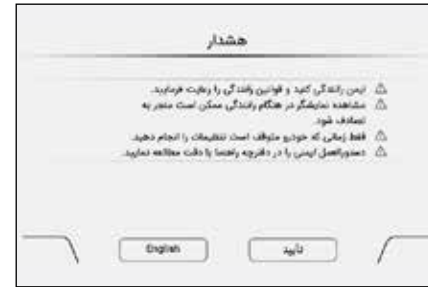 هشدار
ایمن رانندگی کنید و قوانین رانندگی را رعایت فرمایید.
مشاهده نمایشگر در هنگام رانندگی ممکن است منجر به
تصادف شود.
فقط زمانی که خودرو متوقف است تنظیمات را انجام دهید.
دستورالعمل ایمنی را در دفترچه راهنما با دقت مطالعه نمایید.
تأیید
English